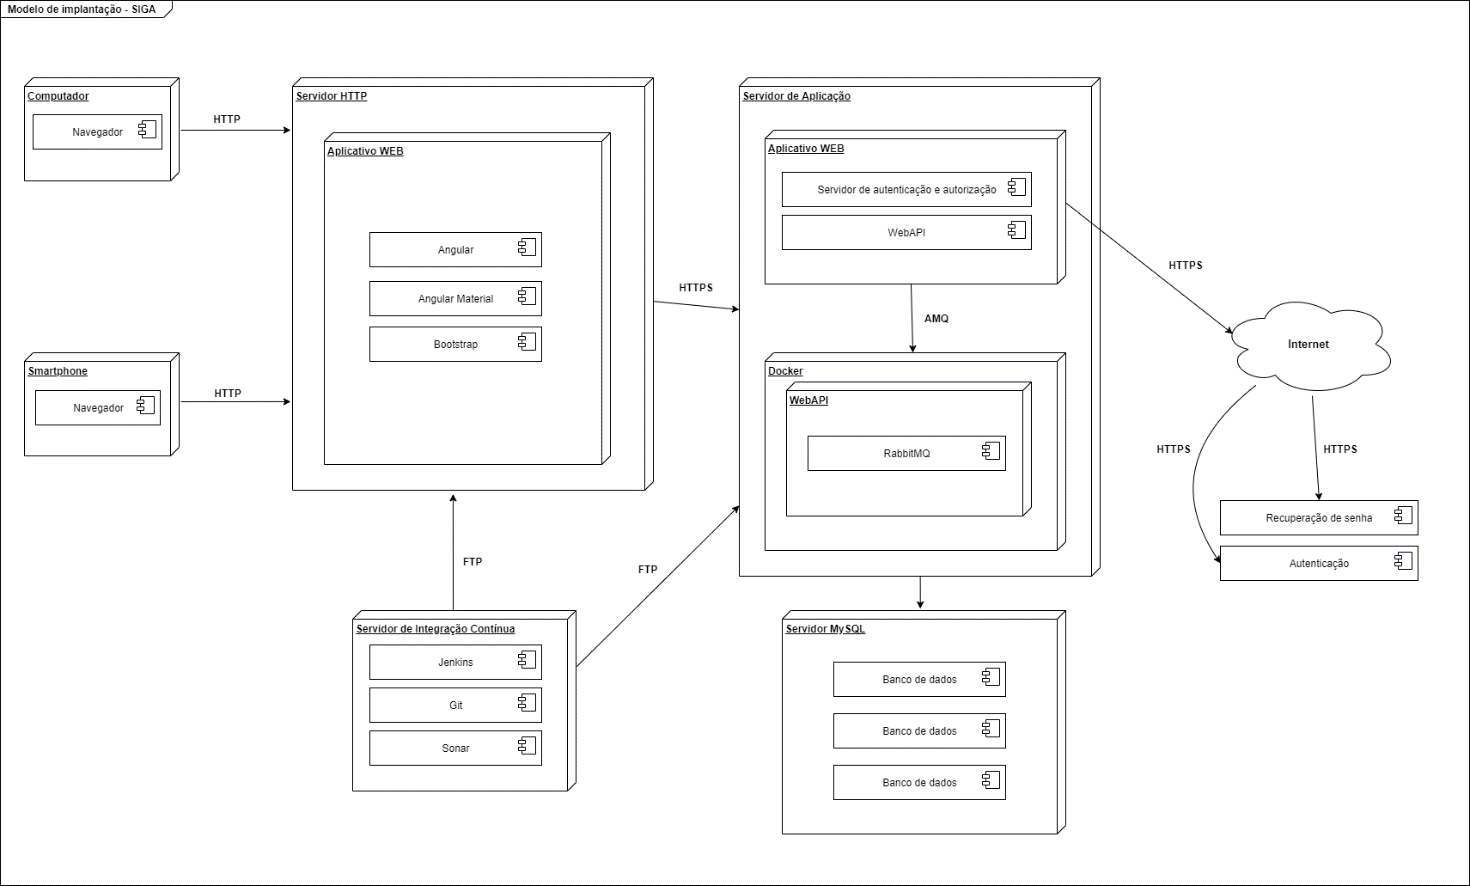 Modelo de implantação - SIGA
Computador
Navegador
HTTP
Smartphone
Navegador
HTTP
Servidor HTTP
Aplicativo WEB
Angular
Angular Material
Bootstrap
HTTPS
Servidor de Aplicação
Aplicativo WEB
Servidor de autenticação e autorização
WebAPI
AMQ
Docker
WebAPI
RabbitMQ
HTTPS
Internet
HTTPS
HTTPS
Recuperação de senha
Autenticação
FTP
FTP
Servidor de Integração Contínua
Jenkins
Git
Sonar
Servidor MySQL
Banco de dados
Banco de dados
Banco de dados